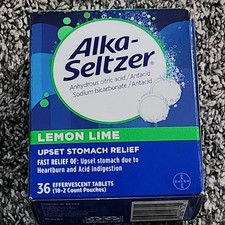 Alka-
Seltzer®
Anhydrous citric acid / Antacid
Sodium bicarbonate / Antacid
LEMON LIME
UPSET STOMACH RELIEF
FAST RELIEF OF: Upset stomach due to
Heartburn and Acid Indigestion
36 EFFERVESCENT TABLETS
(18-2 Count Pouches)
BAYER